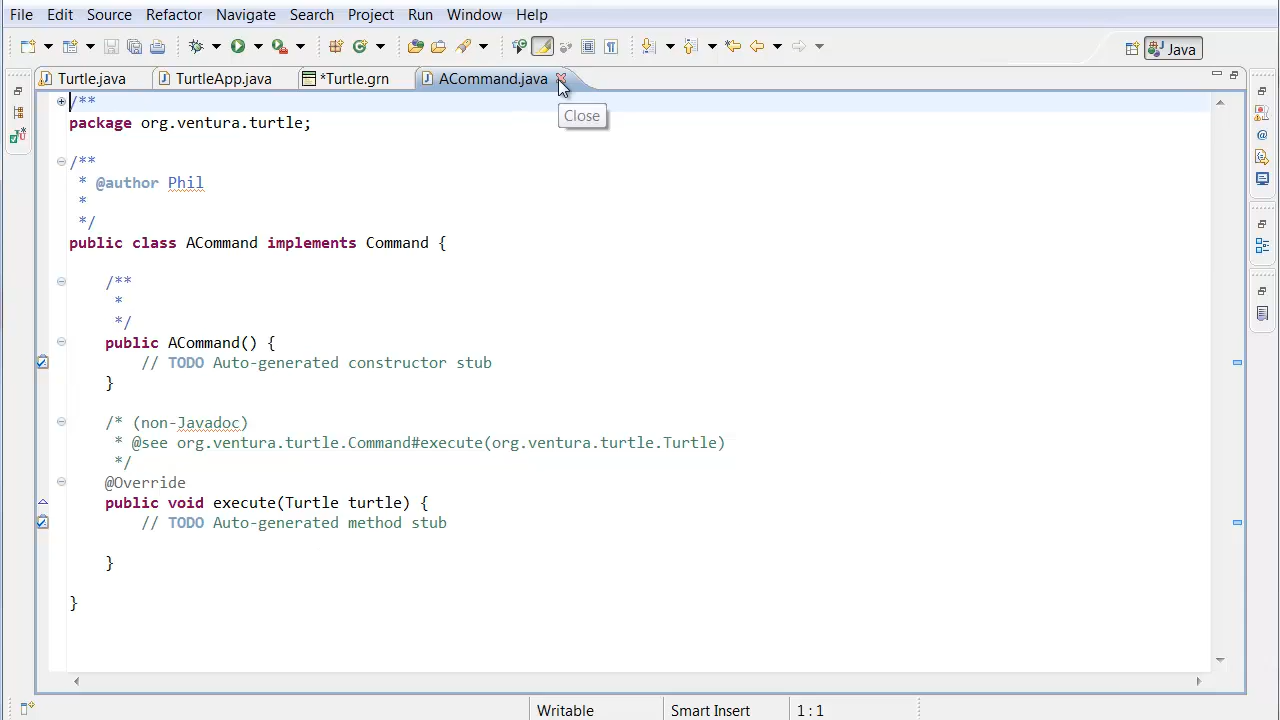 File Edit Source Refactor Navigate Search Project Run Window Help
Java
Turtle.java TurtleApp.java *Turtle.grn ACommand.java
Close
/**
package org.ventura.turtle;
/**
* @author Phil
*
*/
public class ACommand implements Command {
/**
*
*/
public ACommand() {
// TODO Auto-generated constructor stub
}
/* (non-Javadoc)
* @see org.ventura.turtle.Command#execute(org.ventura.turtle.Turtle)
*/
@Override
public void execute(Turtle turtle) {
// TODO Auto-generated method stub
}
}
Writable Smart Insert 1 : 1